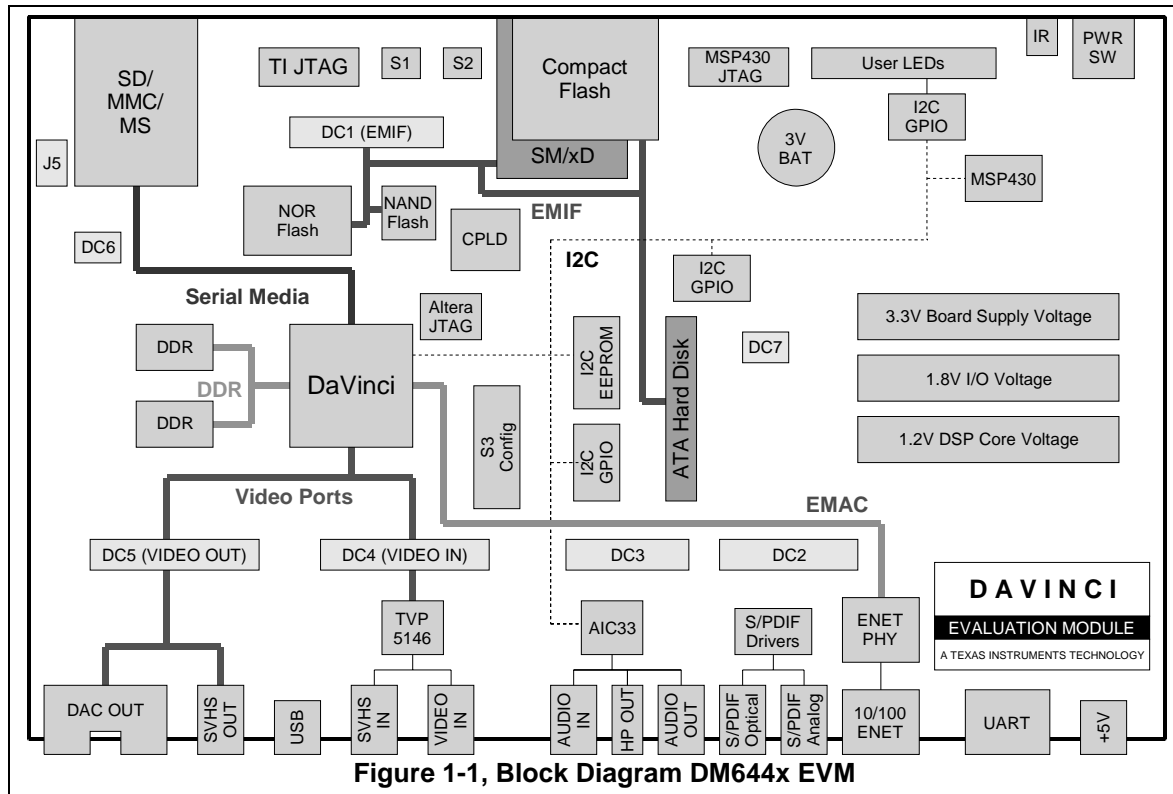 SD/
MMC/
MS
TI JTAG
S1
S2
Compact
Flash
MSP430
JTAG
User LEDs
IR
PWR
SW
I2C
GPIO
J5
DC1 (EMIF)
SM/xD
3V
BAT
MSP430
NOR
Flash
NAND
Flash
CPLD
EMIF
DC6
I2C
I2C
GPIO
Serial Media
Altera
JTAG
DDR
DDR
DDR
DaVinci
I2C
EEPROM
ATA Hard Disk
DC7
3.3V Board Supply Voltage
1.8V I/O Voltage
1.2V DSP Core Voltage
S3
Config
I2C
GPIO
Video Ports
EMAC
DC5 (VIDEO OUT)
DC4 (VIDEO IN)
DC3
DC2
DAVINCI
EVALUATION MODULE
A TEXAS INSTRUMENTS TECHNOLOGY
TVP
5146
AIC33
S/PDIF
Drivers
ENET
PHY
DAC OUT
SVHS
OUT
USB
SVHS
IN
VIDEO
IN
AUDIO
IN
HP OUT
AUDIO
OUT
S/PDIF
Optical
S/PDIF
Analog
10/100
ENET
UART
+5V
Figure 1-1, Block Diagram DM644x EVM